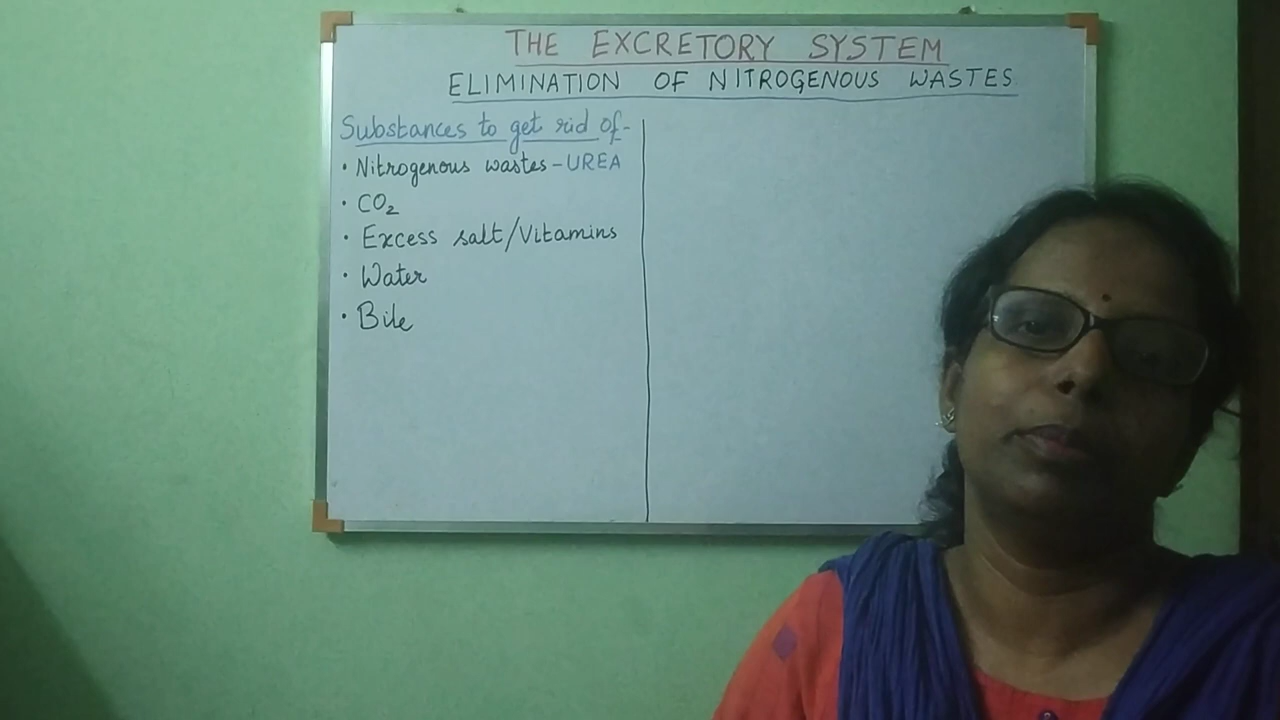 THE EXCRETORY SYSTEM
ELIMINATION OF NITROGENOUS WASTES
Substances to get rid of-
• Nitrogenous wastes - UREA
• CO₂
• Excess salt/Vitamins
• Water
• Bile